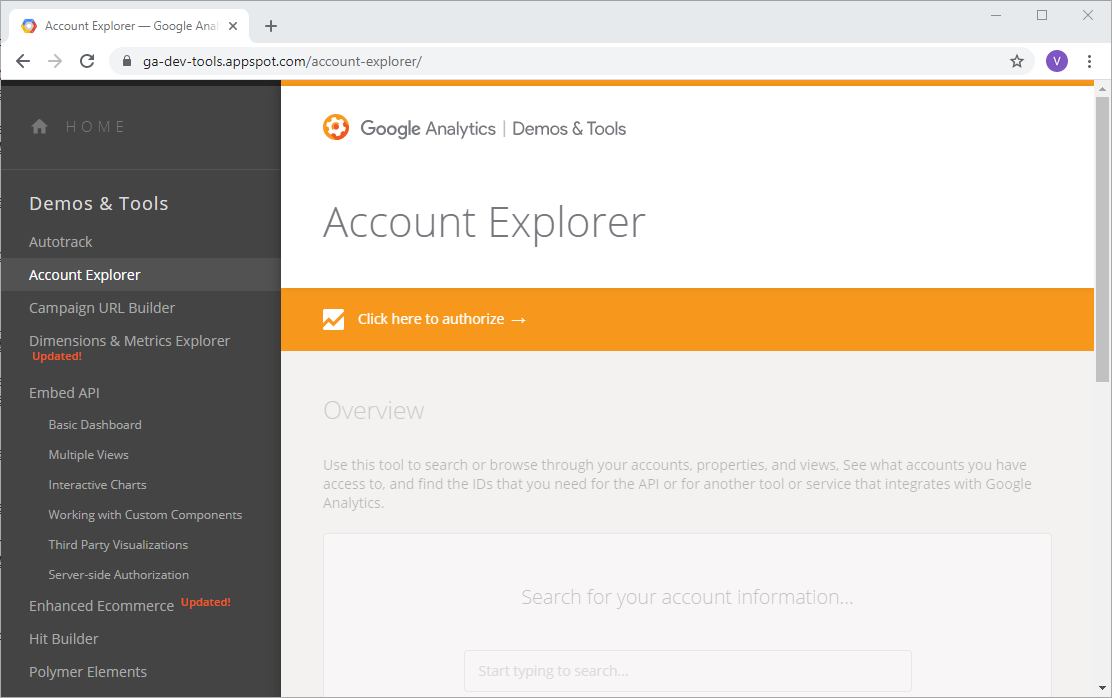 Account Explorer — Google Anal
ga-dev-tools.appspot.com/account-explorer/
V
HOME
Demos & Tools
Autotrack
Account Explorer
Campaign URL Builder
Dimensions & Metrics Explorer
Updated!
Embed API
Basic Dashboard
Multiple Views
Interactive Charts
Working with Custom Components
Third Party Visualizations
Server-side Authorization
Enhanced Ecommerce Updated!
Hit Builder
Polymer Elements
Google Analytics | Demos & Tools
Account Explorer
Click here to authorize →
Overview
Use this tool to search or browse through your accounts, properties, and views, See what accounts you have
access to, and find the IDs that you need for the API or for another tool or service that integrates with Google
Analytics.
Search for your account information...
Start typing to search...